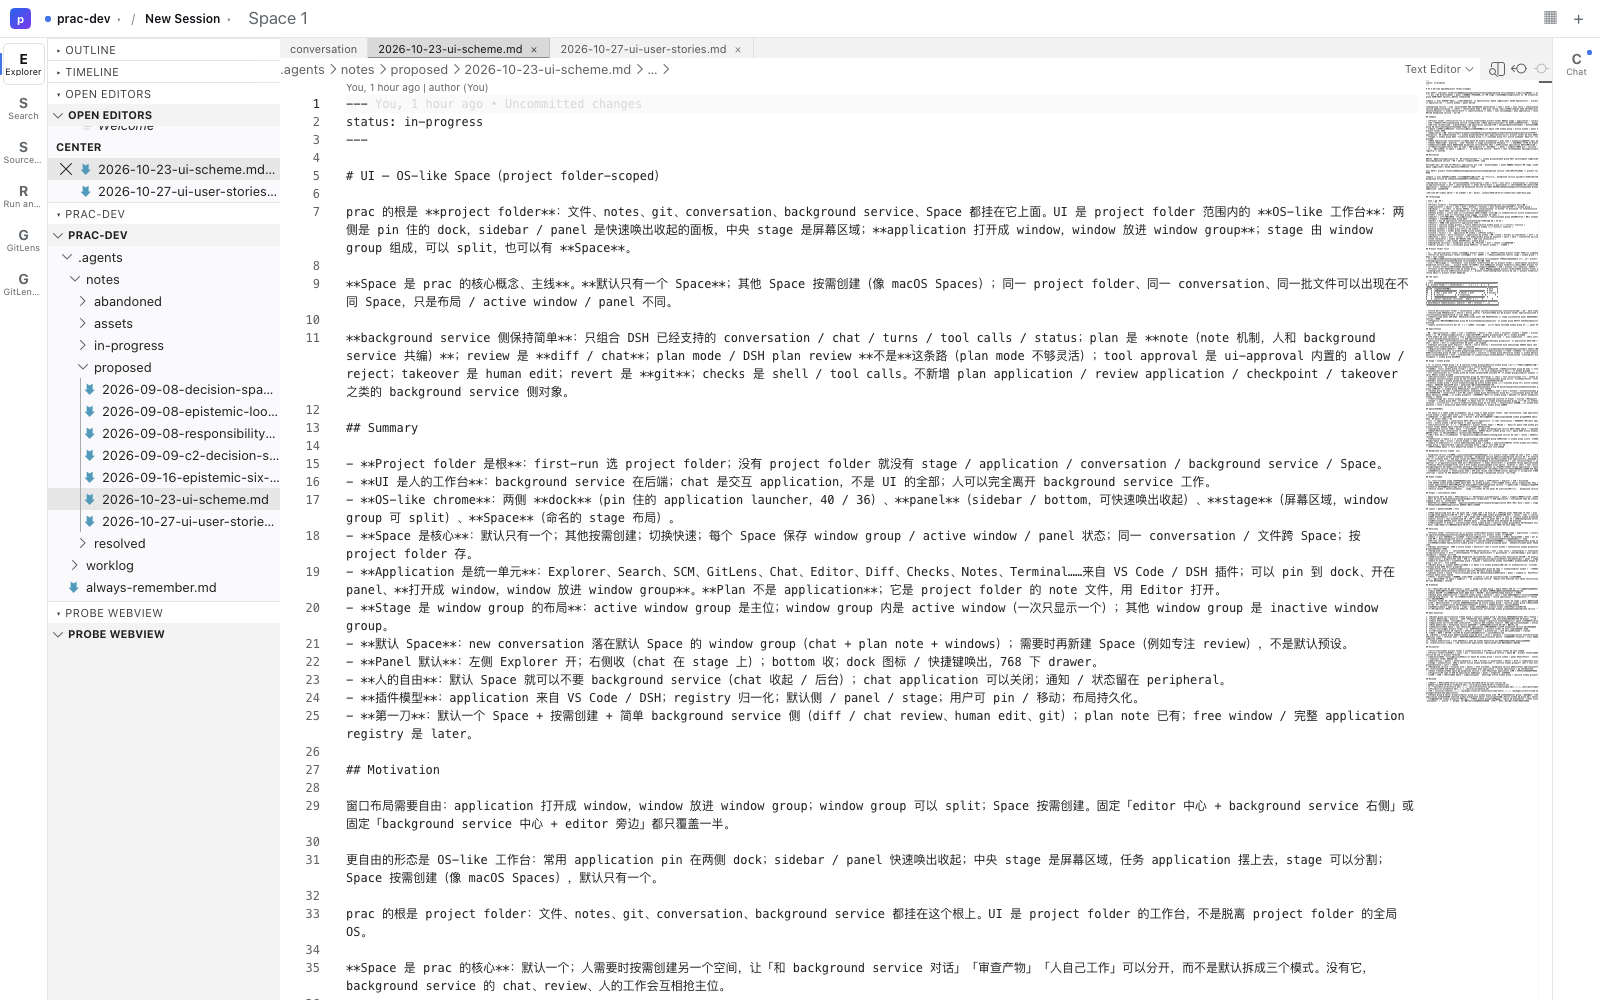 p prac-dev / New Session Space 1
E
Explorer
S
Search
S
Source...
R
Run an...
G
GitLens
G
GitLen...
OUTLINE
TIMELINE
OPEN EDITORS
OPEN EDITORS
Welcome
CENTER
2026-10-23-ui-scheme.md...
2026-10-27-ui-user-stories...
PRAC-DEV
PRAC-DEV
.agents
notes
abandoned
assets
in-progress
proposed
2026-09-08-decision-spa...
2026-09-08-epistemic-loo...
2026-09-08-responsibility...
2026-09-09-c2-decision-s...
2026-09-16-epistemic-six-...
2026-10-23-ui-scheme.md
2026-10-27-ui-user-storie...
resolved
worklog
always-remember.md
PROBE WEBVIEW
PROBE WEBVIEW
conversation 2026-10-23-ui-scheme.md × 2026-10-27-ui-user-stories.md ×
.agents > notes > proposed > 2026-10-23-ui-scheme.md > ... >
Text Editor
You, 1 hour ago | author (You)
1 --- You, 1 hour ago • Uncommitted changes
2 status: in-progress
3 ---
4
5 # UI — OS-like Space (project folder-scoped)
6
7 prac 的根是 **project folder**: 文件、notes、git、conversation、background service、Space 都挂在它上面。UI 是 project folder 范围内的 **OS-like 工作台**: 两
侧是 pin 住的 dock, sidebar / panel 是快速唤出收起的面板, 中央 stage 是屏幕区域; **application 打开成 window, window 放进 window group**; stage 由 window
group 组成, 可以 split, 也可以有 **Space**。
8
9 **Space 是 prac 的核心概念、主线**。**默认只有一个 Space**; 其他 Space 按需创建 (像 macOS Spaces) ; 同一 project folder、同一 conversation、同一批文件可以出现在不
同 Space, 只是布局 / active window / panel 不同。
10
11 **background service 侧保持简单**: 只组合 DSH 已经支持的 conversation / chat / turns / tool calls / status; plan 是 **note (note 机制, 人和 background
service 共编) **; review 是 **diff / chat**; plan mode / DSH plan review **不是**这条路 (plan mode 不够灵活) ; tool approval 是 ui-approval 内置的 allow /
reject; takeover 是 human edit; revert 是 **git**; checks 是 shell / tool calls。不新增 plan application / review application / checkpoint / takeover
之类的 background service 侧对象。
12
13 ## Summary
14
15 - **Project folder 是根**: first-run 选 project folder; 没有 project folder 就没有 stage / application / conversation / background service / Space。
16 - **UI 是人的工作台**: background service 在后端; chat 是交互 application, 不是 UI 的全部; 人可以完全离开 background service 工作。
17 - **OS-like chrome**: 两侧 **dock** (pin 住的 application launcher, 40 / 36) 、**panel** (sidebar / bottom, 可快速唤出收起) 、**stage** (屏幕区域, window
group 可 split) 、**Space** (命名的 stage 布局) 。
18 - **Space 是核心**: 默认只有一个; 其他按需创建; 切换快速; 每个 Space 保存 window group / active window / panel 状态; 同一 conversation / 文件跨 Space; 按
project folder 存。
19 - **Application 是统一单元**: Explorer、Search、SCM、GitLens、Chat、Editor、Diff、Checks、Notes、Terminal……来自 VS Code / DSH 插件; 可以 pin 到 dock、开在
panel、**打开成 window, window 放进 window group**。**Plan 不是 application**; 它是 project folder 的 note 文件, 用 Editor 打开。
20 - **Stage 是 window group 的布局**: active window group 是主位; window group 内是 active window (一次只显示一个) ; 其他 window group 是 inactive window
group。
21 - **默认 Space**: new conversation 落在默认 Space 的 window group (chat + plan note + windows) ; 需要时再新建 Space (例如专注 review) , 不是默认预设。
22 - **Panel 默认**: 左侧 Explorer 开; 右侧收 (chat 在 stage 上) ; bottom 收; dock 图标 / 快捷键唤出, 768 下 drawer。
23 - **人的自由**: 默认 Space 就可以不要 background service (chat 收起 / 后台) ; chat application 可以关闭; 通知 / 状态留在 peripheral。
24 - **插件模型**: application 来自 VS Code / DSH; registry 归一化; 默认侧 / panel / stage; 用户可 pin / 移动; 布局持久化。
25 - **第一刀**: 默认一个 Space + 按需创建 + 简单 background service 侧 (diff / chat review、human edit、git) ; plan note 已有; free window / 完整 application
registry 是 later。
26
27 ## Motivation
28
29 窗口布局需要自由: application 打开成 window, window 放进 window group; window group 可以 split; Space 按需创建。固定「editor 中心 + background service 右侧」或
固定「background service 中心 + editor 旁边」都只覆盖一半。
30
31 更自由的形态是 OS-like 工作台: 常用 application pin 在两侧 dock; sidebar / panel 快速唤出收起; 中央 stage 是屏幕区域, 任务 application 摆上去, stage 可以分割;
Space 按需创建 (像 macOS Spaces) , 默认只有一个。
32
33 prac 的根是 project folder: 文件、notes、git、conversation、background service 都挂在这个根上。UI 是 project folder 的工作台, 不是脱离 project folder 的全局
OS。
34
35 **Space 是 prac 的核心**: 默认一个; 人需要时按需创建另一个空间, 让「和 background service 对话」「审查产物」「人自己工作」可以分开, 而不是默认拆成三个模式。没有它,
background service 的 chat、review、人的工作会互相抢主位。
C
Chat